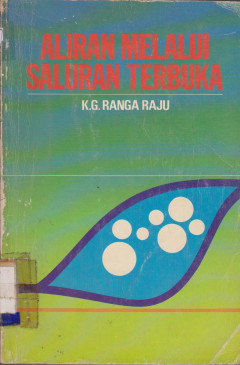 ALIRAN MELALUI
SALURAN TERBUKA
K.G. RANGA RAJU